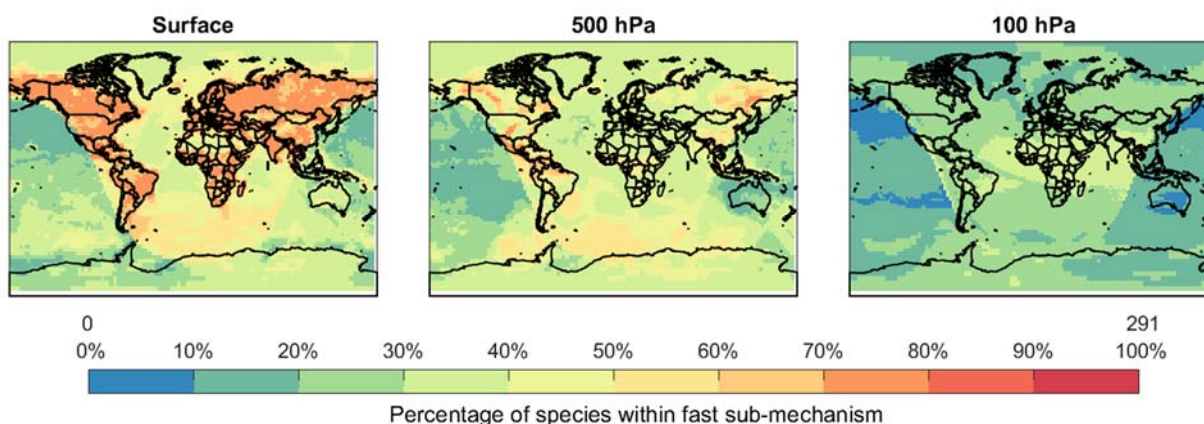 Surface 500 hPa 100 hPa
0 291
0% 10% 20% 30% 40% 50% 60% 70% 80% 90% 100%
Percentage of species within fast sub-mechanism